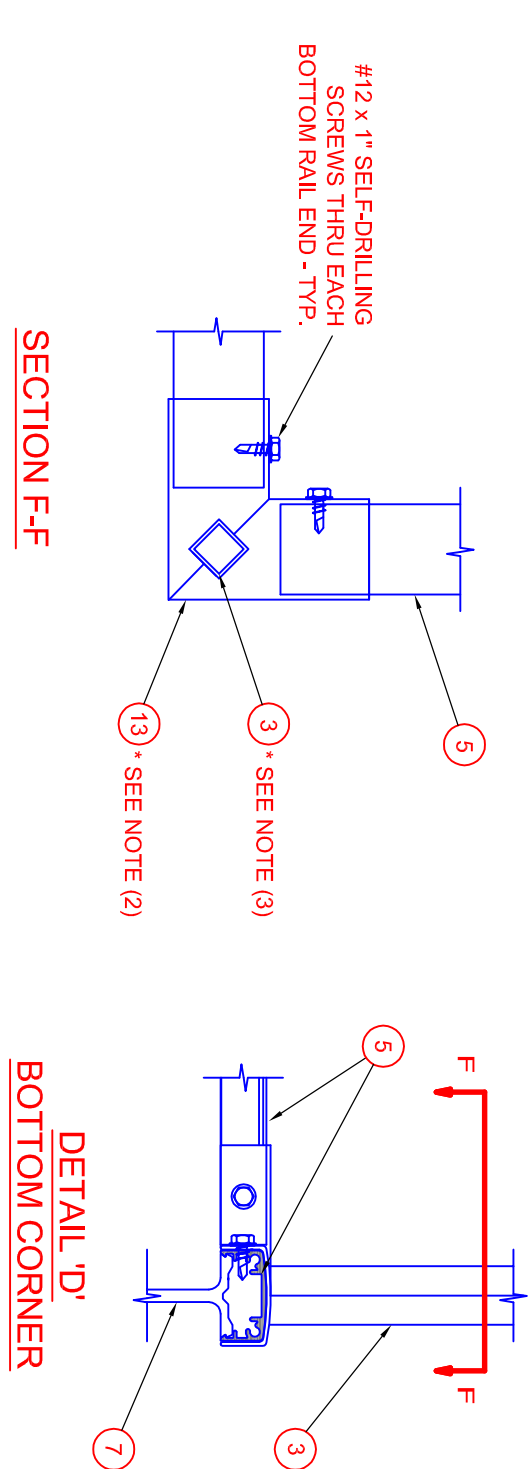 #12 x 1" SELF-DRILLING
SCREWS THRU EACH
BOTTOM RAIL END - TYP.
5
3 * SEE NOTE (3)
13 * SEE NOTE (2)
SECTION F-F
F
F
5
3
7
DETAIL 'D'
BOTTOM CORNER